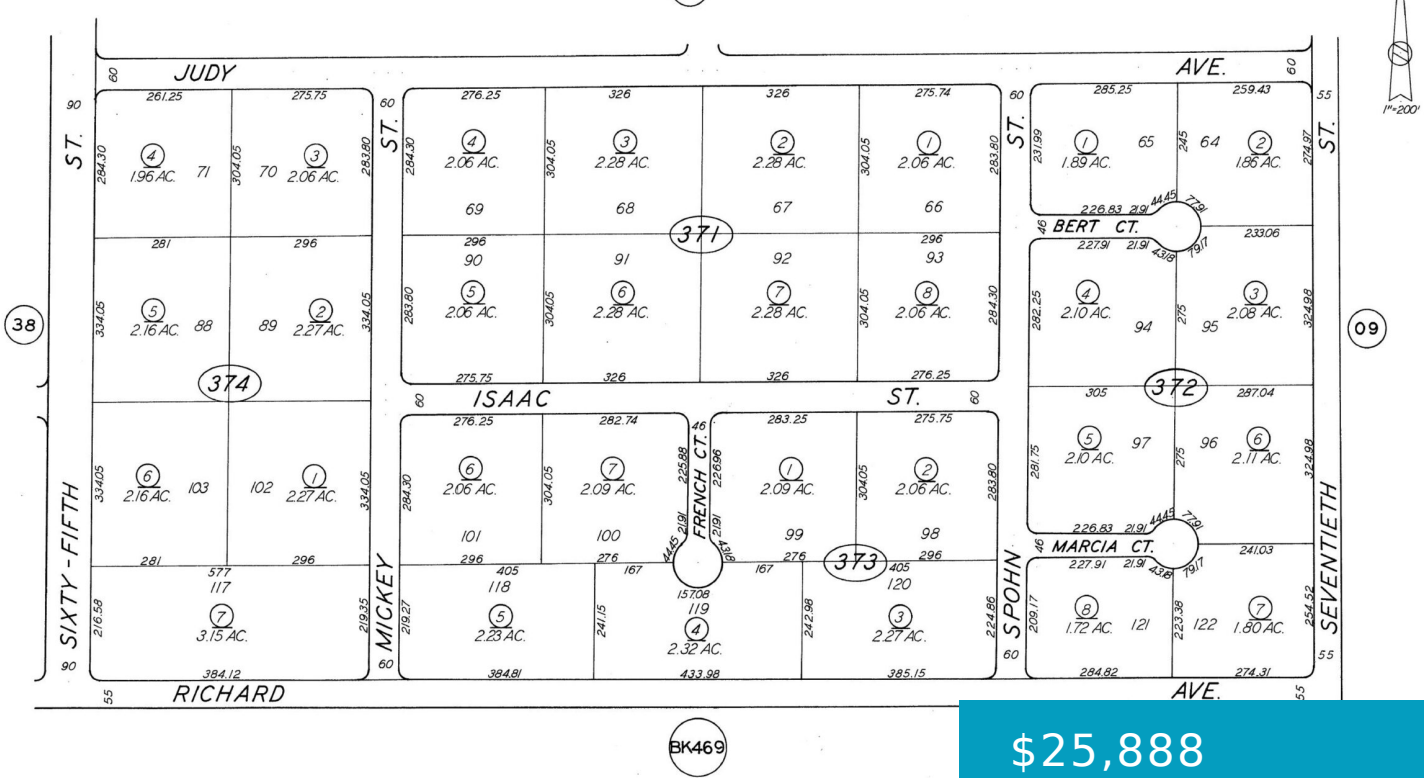 JUDY AVE.
60 60
90 261.25 275.75 60 276.25 326 326 275.74 60 285.25 259.43 55
1"=200'
ST. ST. ST. ST.
284.30 304.05 283.80 284.30 304.05 304.05 283.80 231.99 245 274.97
4 3 4 3 2 1 1 65 64 2
1.96 AC. 71 70 2.06 AC. 2.06 AC. 2.28 AC. 2.28 AC. 2.06 AC. 1.89 AC. 1.86 AC.
69 68 67 66
226.83 21.91 44.45 77.91
46 BERT CT.
371
281 296 296 296 227.91 21.91 43.18 79.17 233.06
90 91 92 93
5 2 5 6 7 8 4 3
2.16 AC. 88 89 2.27 AC. 2.06 AC. 2.28 AC. 2.28 AC. 2.06 AC. 2.10 AC. 2.08 AC.
334.05 334.05 283.80 304.05 304.05 284.30 282.25 275 324.98
94 95
38 09
374 275.75 326 326 276.25 372
305 287.04
60 ISAAC ST. 60
276.25 282.74 46 283.25 275.75
6 1 6 7 1 2 5 97 96 6
2.16 AC. 103 102 2.27 AC. 2.06 AC. 2.09 AC. 2.09 AC. 2.06 AC. 2.10 AC. 2.11 AC.
334.05 334.05 284.30 304.05 225.88 226.96 304.05 283.80 281.75 275 324.98
FRENCH CT.
101 100 21.91 21.91 99 98
44.45 43.18
226.83 21.91 44.45 77.91
46 MARCIA CT.
281 296 296 276 276 373 296 227.91 21.91 43.18 79.17 241.03
577 405 167 167 405
117 118 157.08 120
119
7 5 4 3 8 7
3.15 AC. 2.23 AC. 2.32 AC. 2.27 AC. 1.72 AC. 121 122 1.80 AC.
216.58 219.35 219.27 241.15 242.98 224.86 209.17 223.38 254.52
SIXTY-FIFTH MICKEY SPOHN SEVENTIETH
90 384.12 60 384.81 433.98 385.15 60 284.82 274.31 55
55 RICHARD AVE. 55
BK469
$25,888